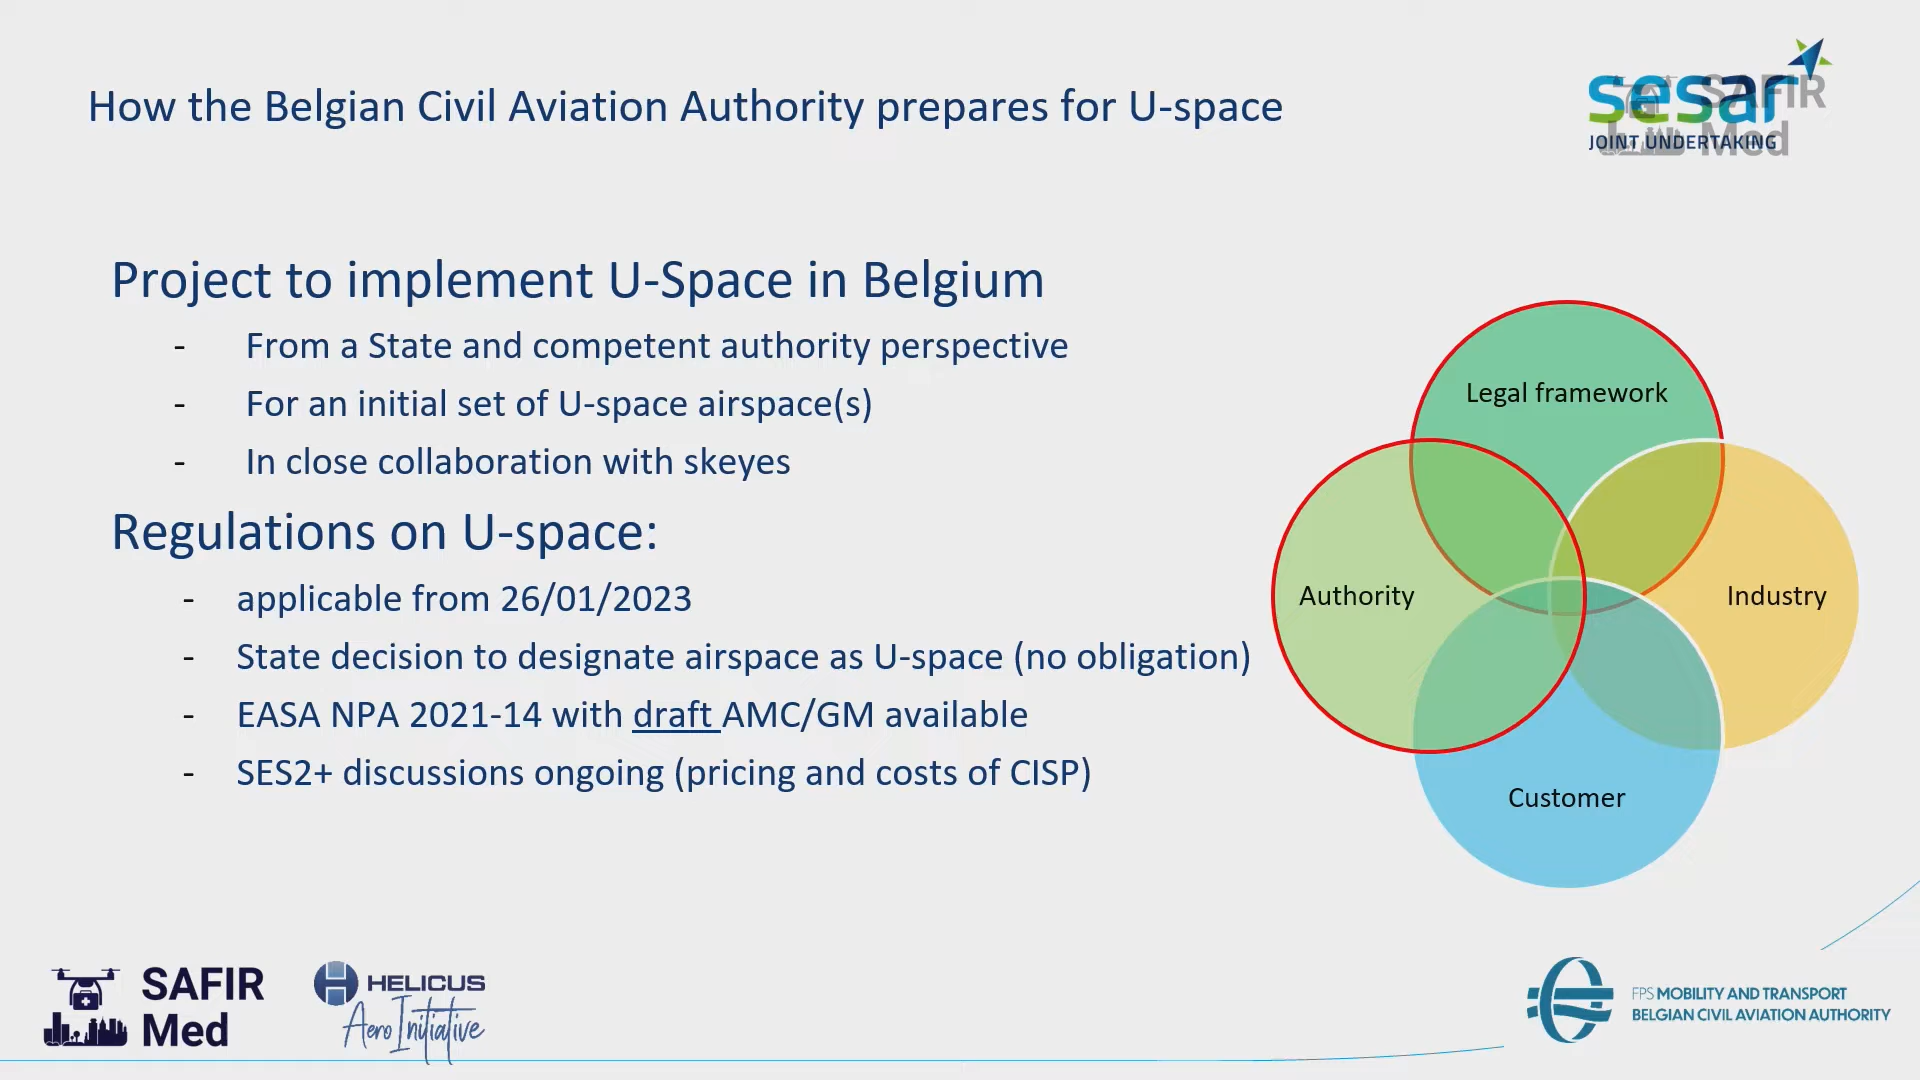 How the Belgian Civil Aviation Authority prepares for U-space
sesar
JOINT UNDERTAKING
SAFIR
Med
Project to implement U-Space in Belgium
- From a State and competent authority perspective
- For an initial set of U-space airspace(s)
- In close collaboration with skeyes
Regulations on U-space:
- applicable from 26/01/2023
- State decision to designate airspace as U-space (no obligation)
- EASA NPA 2021-14 with draft AMC/GM available
- SES2+ discussions ongoing (pricing and costs of CISP)
Legal framework
Authority
Industry
Customer
SAFIR
Med
HELICUS
Aero Initiative
FPS MOBILITY AND TRANSPORT
BELGIAN CIVIL AVIATION AUTHORITY